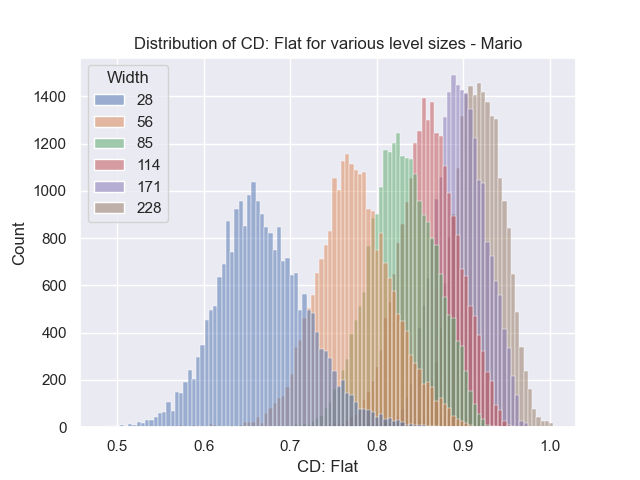 Distribution of CD: Flat for various level sizes - Mario
Width
28
56
85
114
171
228
Count
1400
1200
1000
800
600
400
200
0
0.5 0.6 0.7 0.8 0.9 1.0
CD: Flat